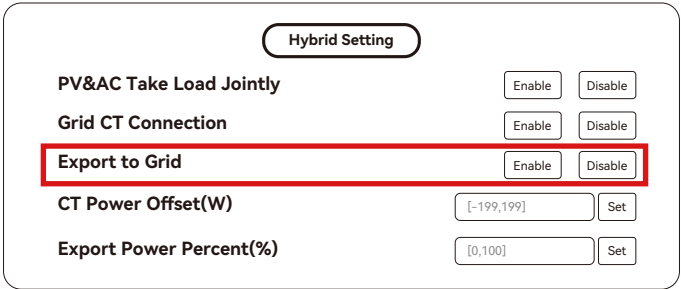 Hybrid Setting
PV&AC Take Load Jointly Enable Disable
Grid CT Connection Enable Disable
Export to Grid Enable Disable
CT Power Offset(W) [-199,199] Set
Export Power Percent(%) [0,100] Set